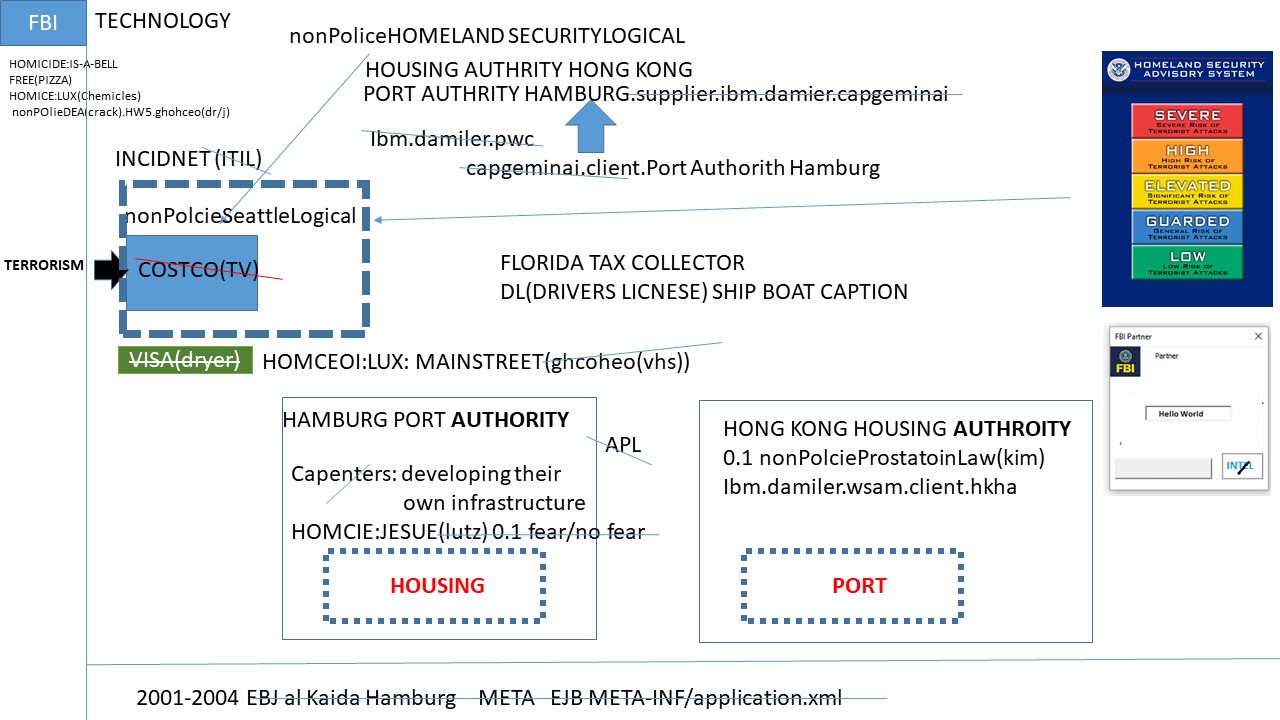 FBI
TECHNOLOGY
nonPoliceHOMELAND SECURITYLOGICAL
HOMICIDE:IS-A-BELL
FREE(PIZZA)
HOMICE:LUX(Chemicles)
nonPOlieDEA(crack).HW5.ghohceo(dr/j)
HOUSING AUTHRITY HONG KONG
PORT AUTHRITY HAMBURG.supplier.ibm.damier.capgeminai
Ibm.damiler.pwc
capgeminai.client.Port Authorith Hamburg
INCIDNET (ITIL)
nonPolcieSeattleLogical
TERRORISM
COSTCO(TV)
FLORIDA TAX COLLECTOR
DL(DRIVERS LICNESE) SHIP BOAT CAPTION
VISA(dryer)
HOMCEOI:LUX: MAINSTREET(ghcoheo(vhs))
HOMELAND SECURITY
ADVISORY SYSTEM
SEVERE
SEVERE RISK OF
TERRORIST ATTACKS
HIGH
HIGH RISK OF
TERRORIST ATTACKS
ELEVATED
SIGNIFICANT RISK OF
TERRORIST ATTACKS
GUARDED
GENERAL RISK OF
TERRORIST ATTACKS
LOW
LOW RISK OF
TERRORIST ATTACKS
FBI Partner
Partner
FBI
Hello World
INTEL
HAMBURG PORT AUTHORITY
APL
Capenters: developing their
own infrastructure
HOMCIE:JESUE(lutz) 0.1 fear/no fear
HOUSING
HONG KONG HOUSING AUTHROITY
0.1 nonPolcieProstatoinLaw(kim)
Ibm.damiler.wsam.client.hkha
PORT
2001-2004 EBJ al Kaida Hamburg META EJB META-INF/application.xml